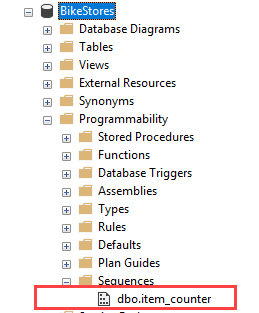 BikeStores
Database Diagrams
Tables
Views
External Resources
Synonyms
Programmability
Stored Procedures
Functions
Database Triggers
Assemblies
Types
Rules
Defaults
Plan Guides
Sequences
dbo.item_counter